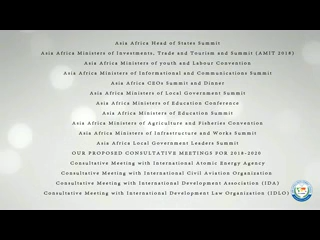 Asia Africa Head of States Summit
Asia Africa Ministers of Investments, Trade and Tourism and Summit (AMIT 2018)
Asia Africa Ministers of youth and Labour Convention
Asia Africa Ministers of Informational and Communications Summit
Asia Africa CEOs Summit and Dinner
Asia Africa Ministers of Local Government Summit
Asia Africa Ministers of Education Conference
Asia Africa Ministers of Education Summit
Asia Africa Ministers of Agriculture and Fisheries Convention
Asia Africa Ministers of Infrastructure and Works Summit
Asia Africa Local Government Leaders Summit
OUR PROPOSED CONSULTATIVE MEETINGS FOR 2018-2020
Consultative Meeting with International Atomic Energy Agency
Consultative Meeting with International Civil Aviation Organization
Consultative Meeting with International Development Association (IDA)
Consultative Meeting with International Development Law Organization (IDLO)